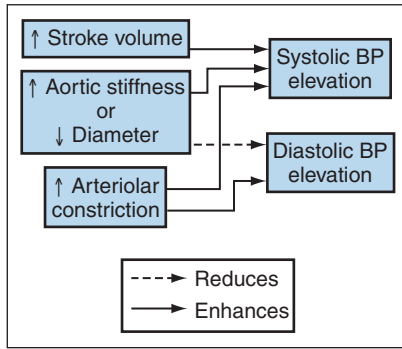 ↑ Stroke volume
↑ Aortic stiffness
or
↓ Diameter
↑ Arteriolar
constriction
Systolic BP
elevation
Diastolic BP
elevation
Reduces
Enhances